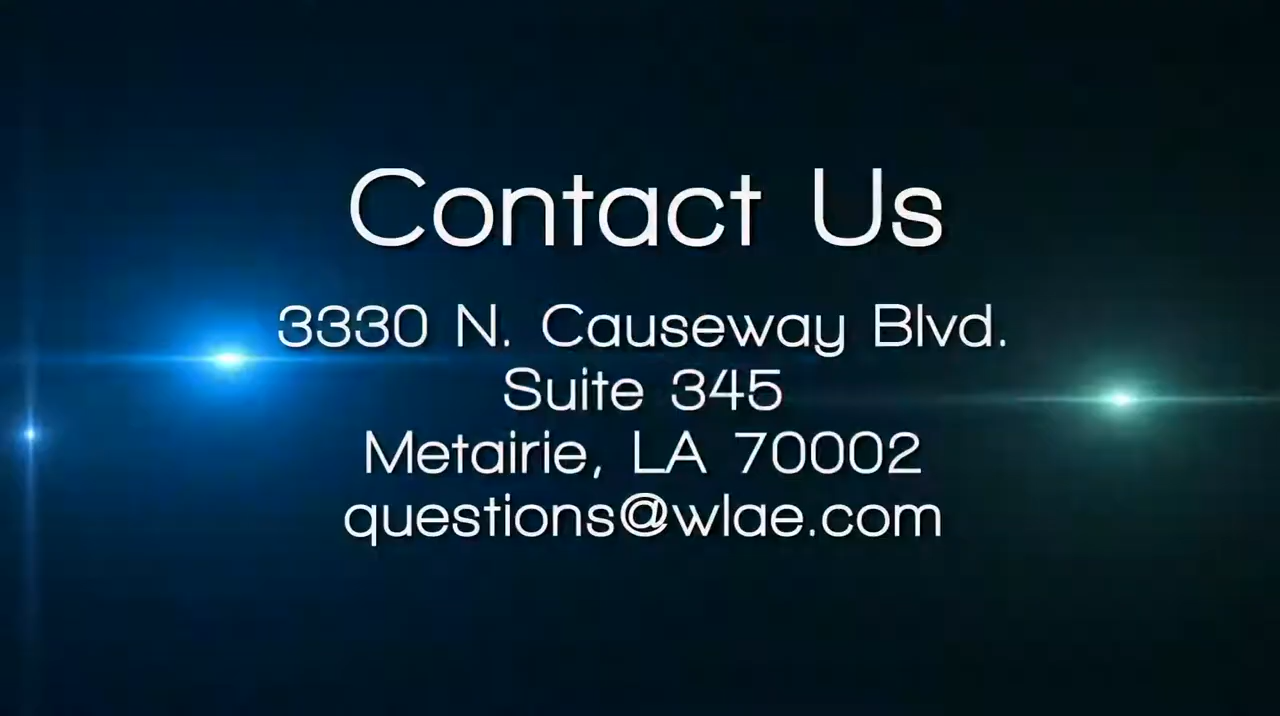 Contact Us
3330 N. Causeway Blvd.
Suite 345
Metairie, LA 70002
questions@wlae.com